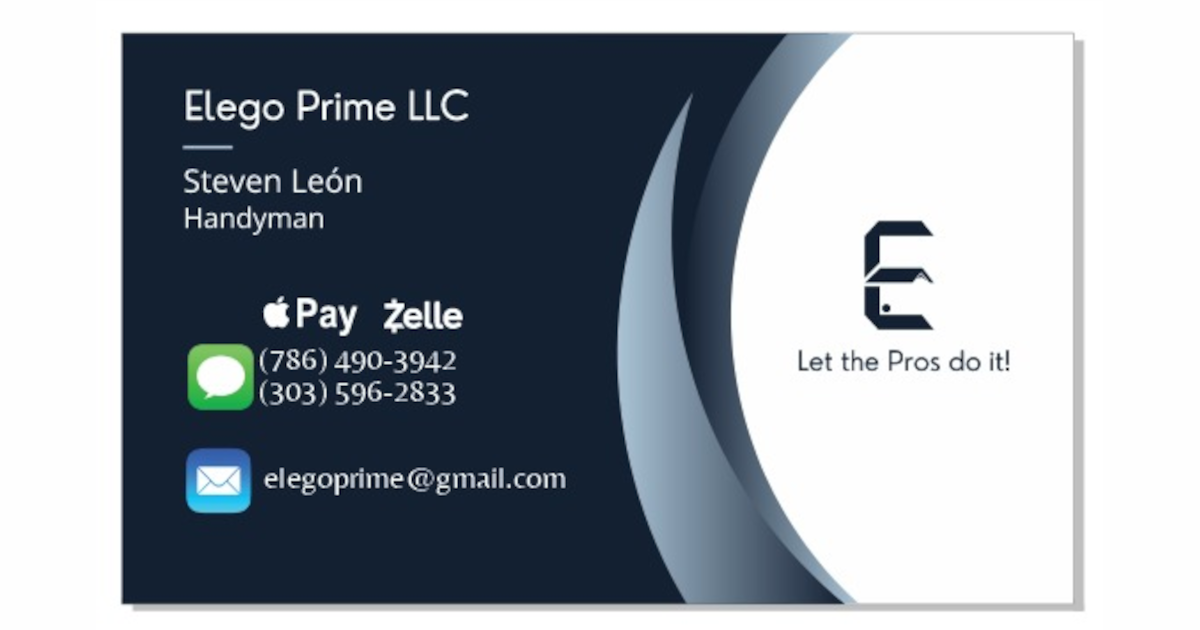 Elego Prime LLC
Steven León
Handyman
Pay Zelle
(786) 490-3942
(303) 596-2833
elegoprime@gmail.com
E
Let the Pros do it!